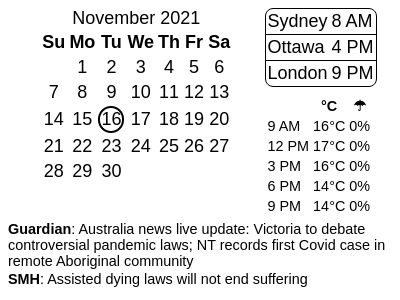 November 2021
Su Mo Tu We Th Fr Sa
1 2 3 4 5 6
7 8 9 10 11 12 13
14 15 16 17 18 19 20
21 22 23 24 25 26 27
28 29 30
Sydney 8 AM
Ottawa 4 PM
London 9 PM
°C ☂
9 AM 16°C 0%
12 PM 17°C 0%
3 PM 16°C 0%
6 PM 14°C 0%
9 PM 14°C 0%
Guardian: Australia news live update: Victoria to debate
controversial pandemic laws; NT records first Covid case in
remote Aboriginal community
SMH: Assisted dying laws will not end suffering